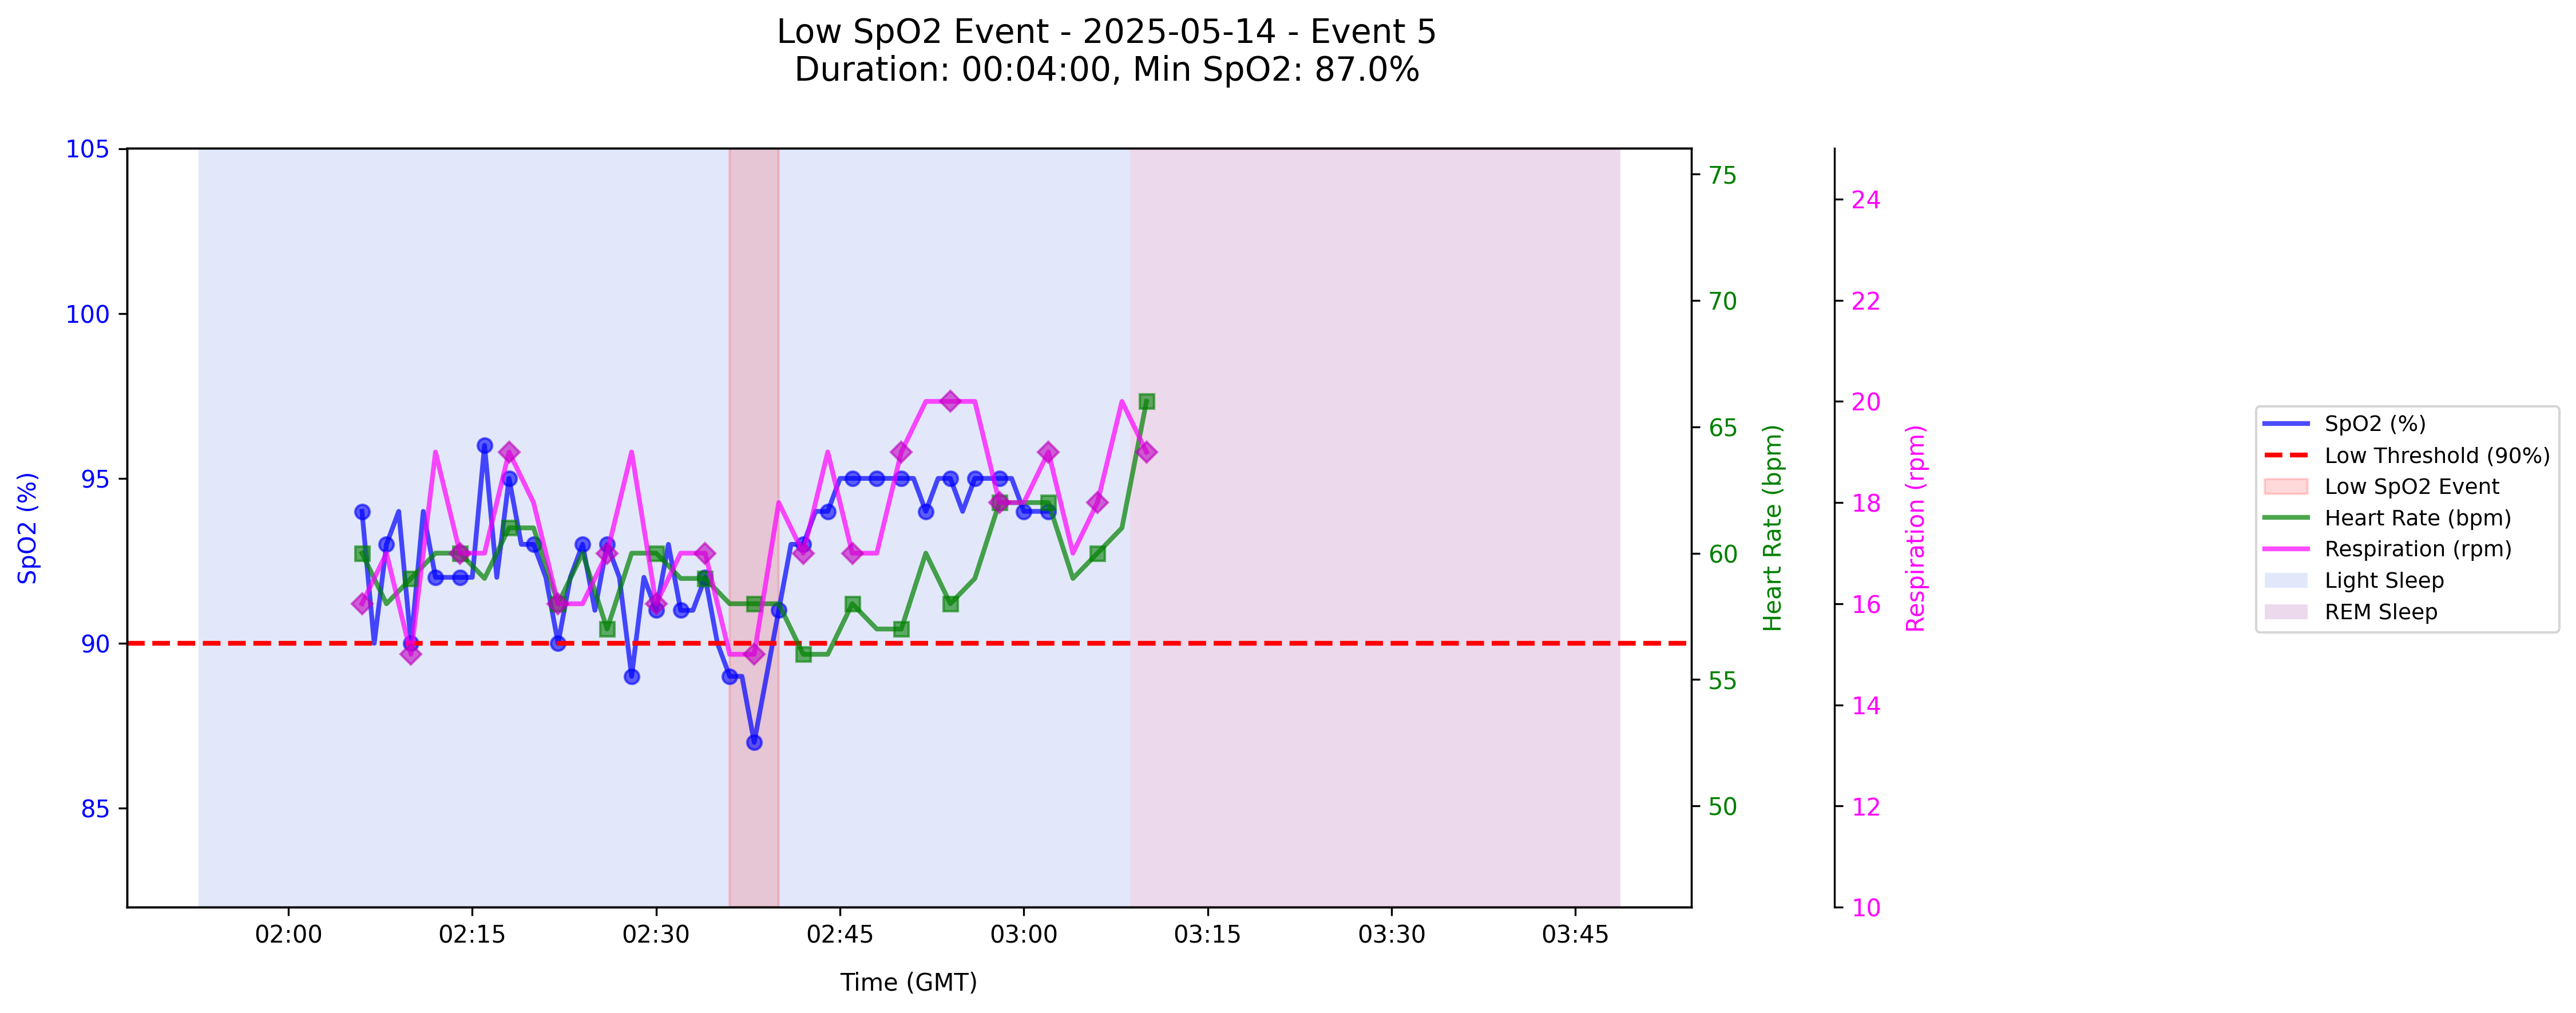 Low SpO2 Event - 2025-05-14 - Event 5
Duration: 00:04:00, Min SpO2: 87.0%
SpO2 (%)
105
100
95
90
85
02:00
02:15
02:30
02:45
03:00
03:15
03:30
03:45
Time (GMT)
75
70
65
60
55
50
Heart Rate (bpm)
24
22
20
18
16
14
12
10
Respiration (rpm)
SpO2 (%)
Low Threshold (90%)
Low SpO2 Event
Heart Rate (bpm)
Respiration (rpm)
Light Sleep
REM Sleep